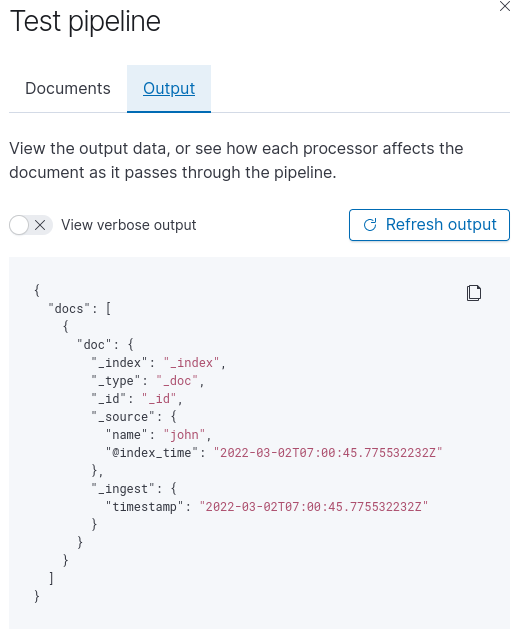 Test pipeline
Documents
Output
View the output data, or see how each processor affects the
document as it passes through the pipeline.
View verbose output
Refresh output
{
  "docs": [
    {
      "doc": {
        "_index": "_index",
        "_type": "_doc",
        "_id": "_id",
        "_source": {
          "name": "john",
          "@index_time": "2022-03-02T07:00:45.775532232Z"
        },
        "_ingest": {
          "timestamp": "2022-03-02T07:00:45.775532232Z"
        }
      }
    }
  ]
}